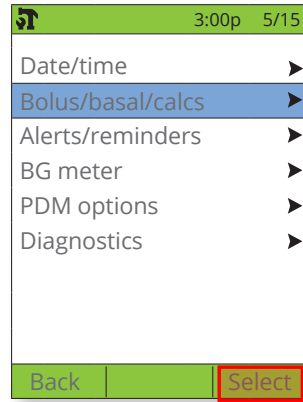 3:00p 5/15
Date/time
Bolus/basal/calcs
Alerts/reminders
BG meter
PDM options
Diagnostics
Back Select